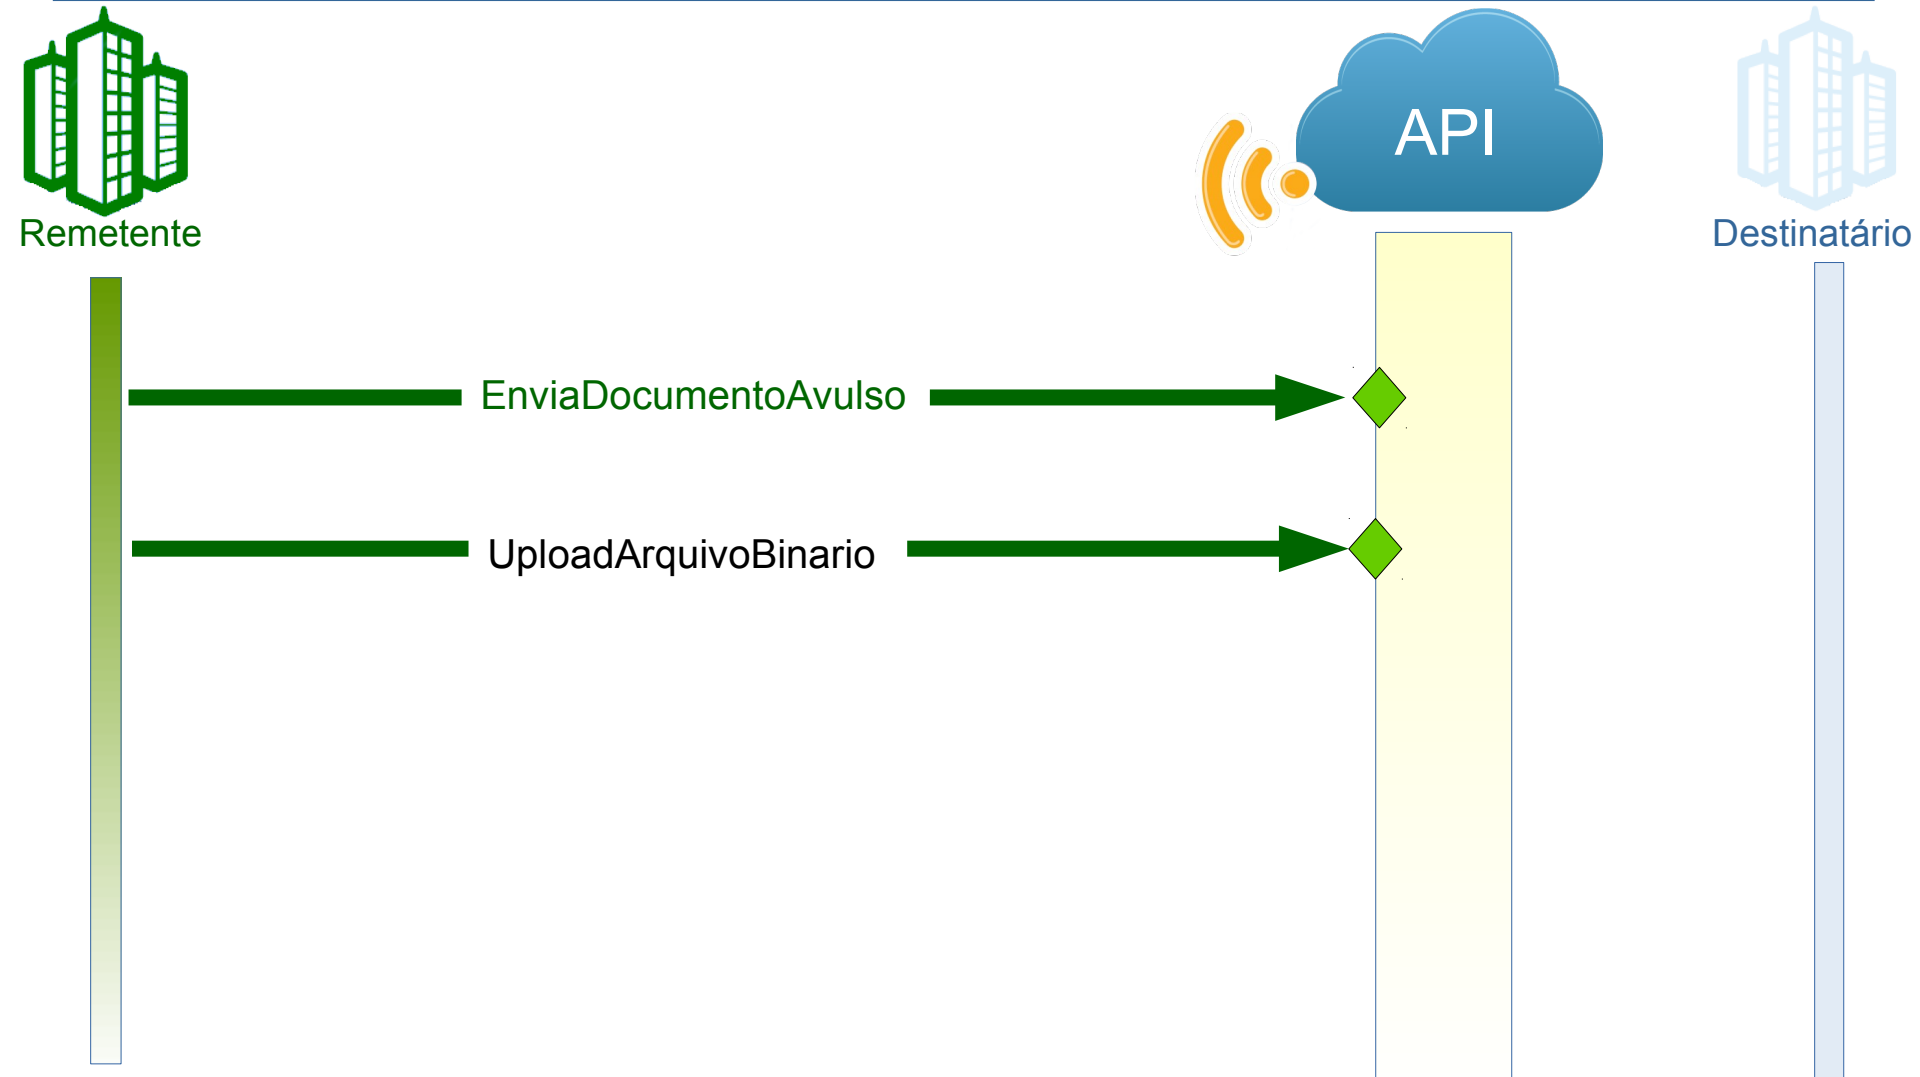 API
Remetente
Destinatário
EnviaDocumentoAvulso
UploadArquivoBinario